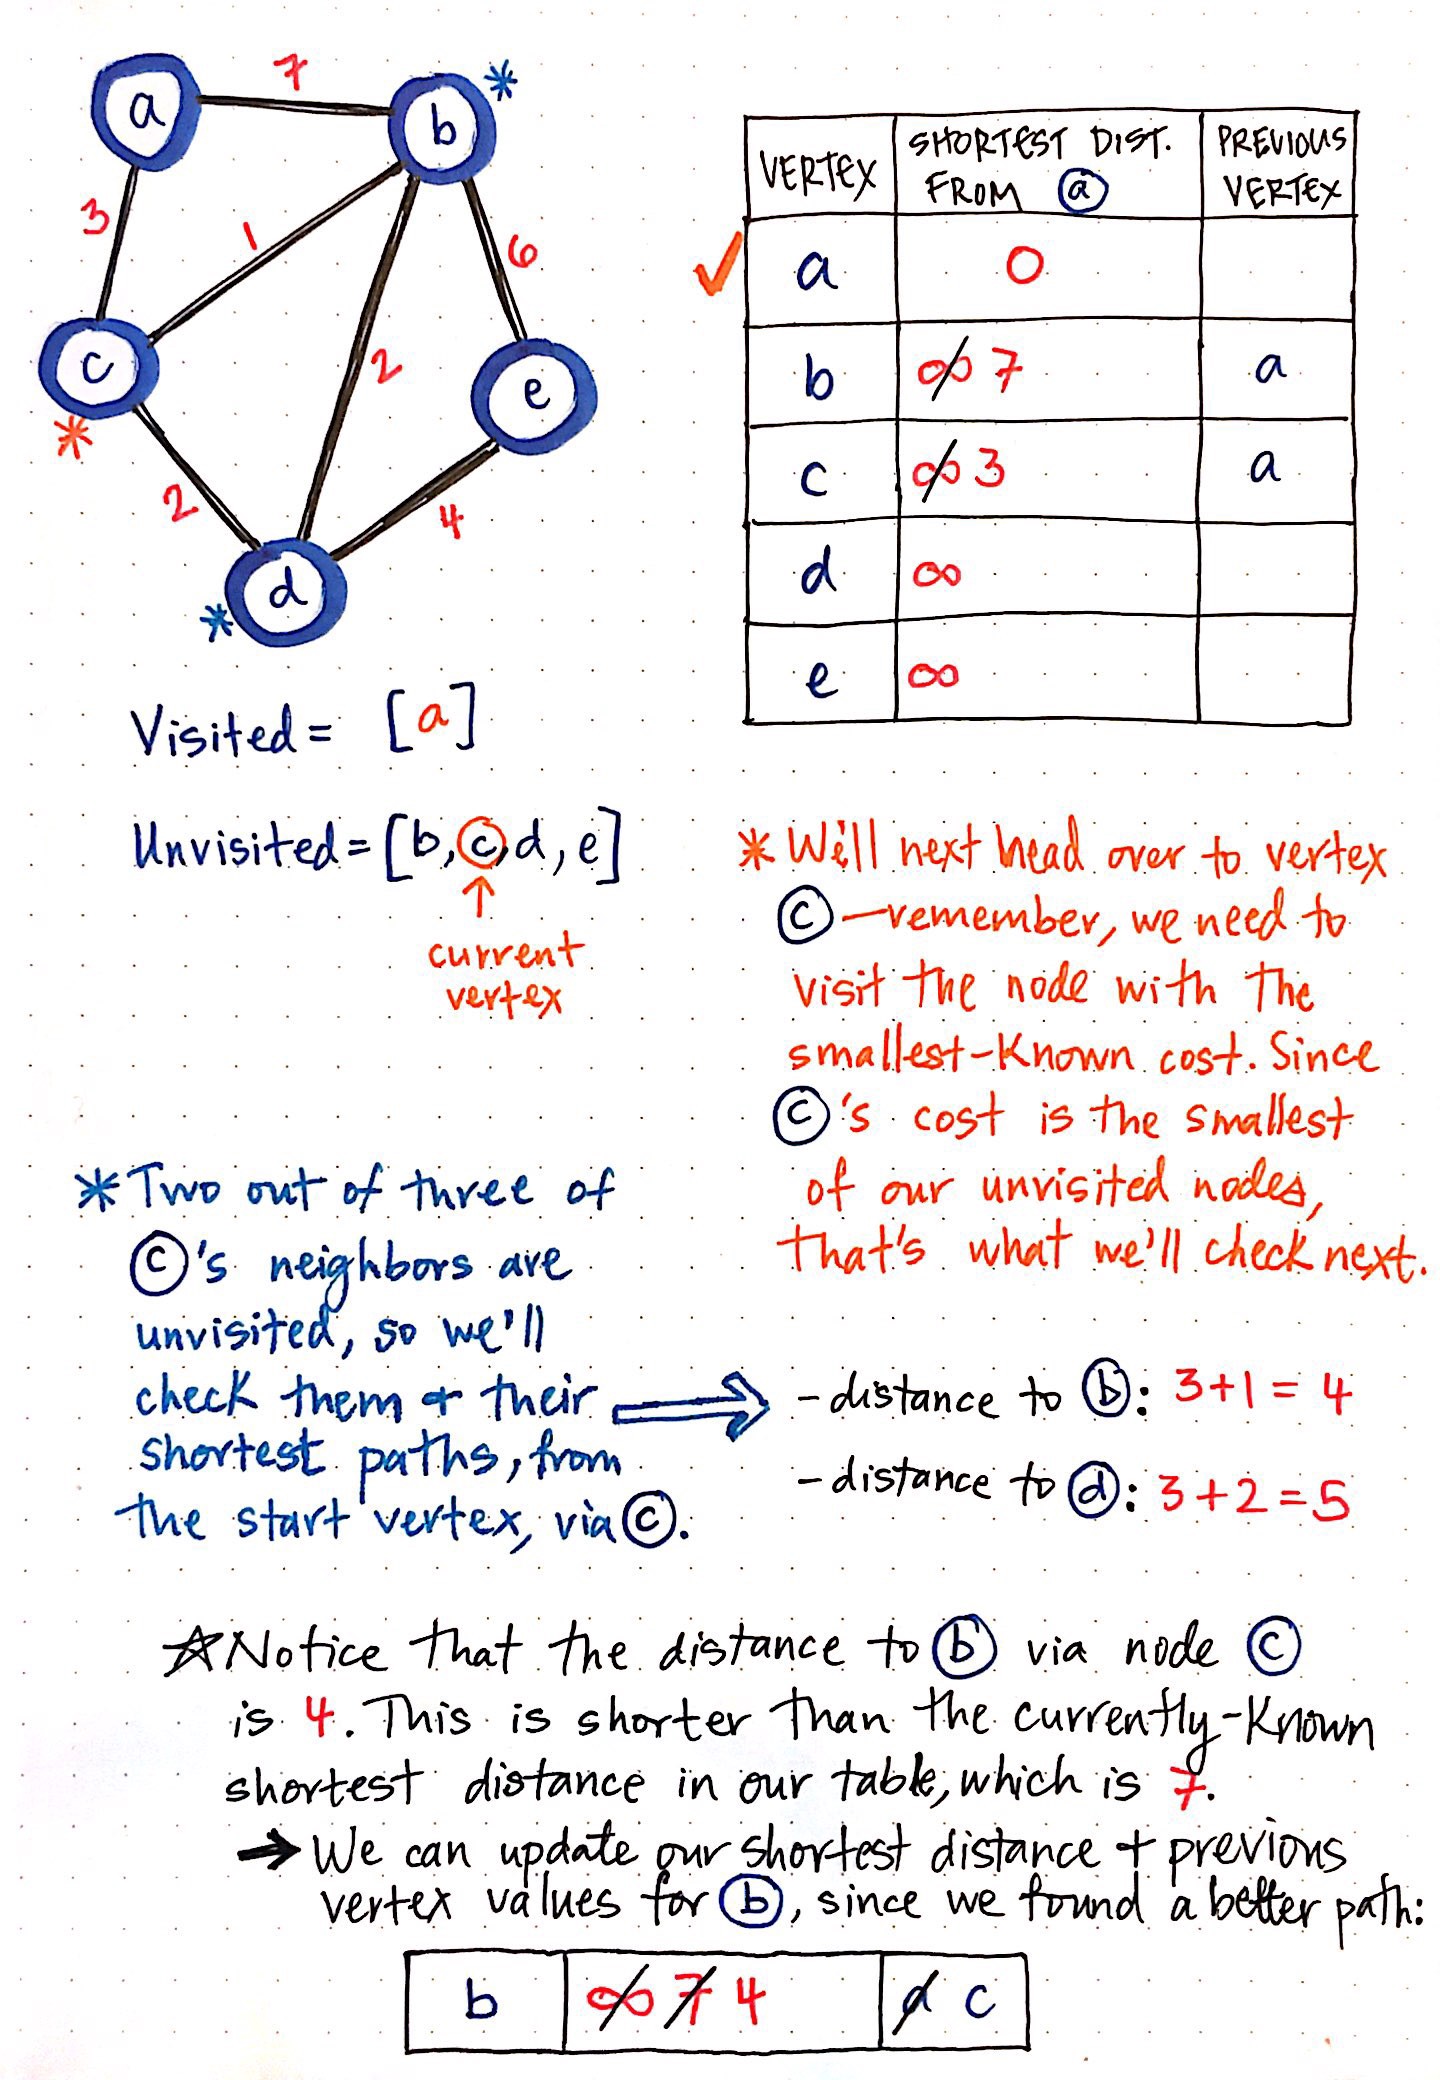 a
7
b
*
3
1
6
c
2
e
*
2
4
d
*
VERTEX
SHORTEST DIST.
FROM a
PREVIOUS
VERTEX
✓ a 0
b ∞ 7 a
c ∞ 3 a
d ∞
e ∞
Visited = [a]
Unvisited = [b, c, d, e]
↑
current
vertex
* We'll next head over to vertex
c — remember, we need to
visit the node with the
smallest-known cost. Since
c's cost is the smallest
of our unvisited nodes,
that's what we'll check next.
* Two out of three of
c's neighbors are
unvisited, so we'll
check them + their
shortest paths, from
the start vertex, via c.
- distance to b: 3+1 = 4
- distance to d: 3+2 = 5
☆ Notice that the distance to b via node c
is 4. This is shorter than the currently-known
shortest distance in our table, which is 7.
→ We can update our shortest distance + previous
vertex values for b, since we found a better path:
b ∞ 7 4 a c